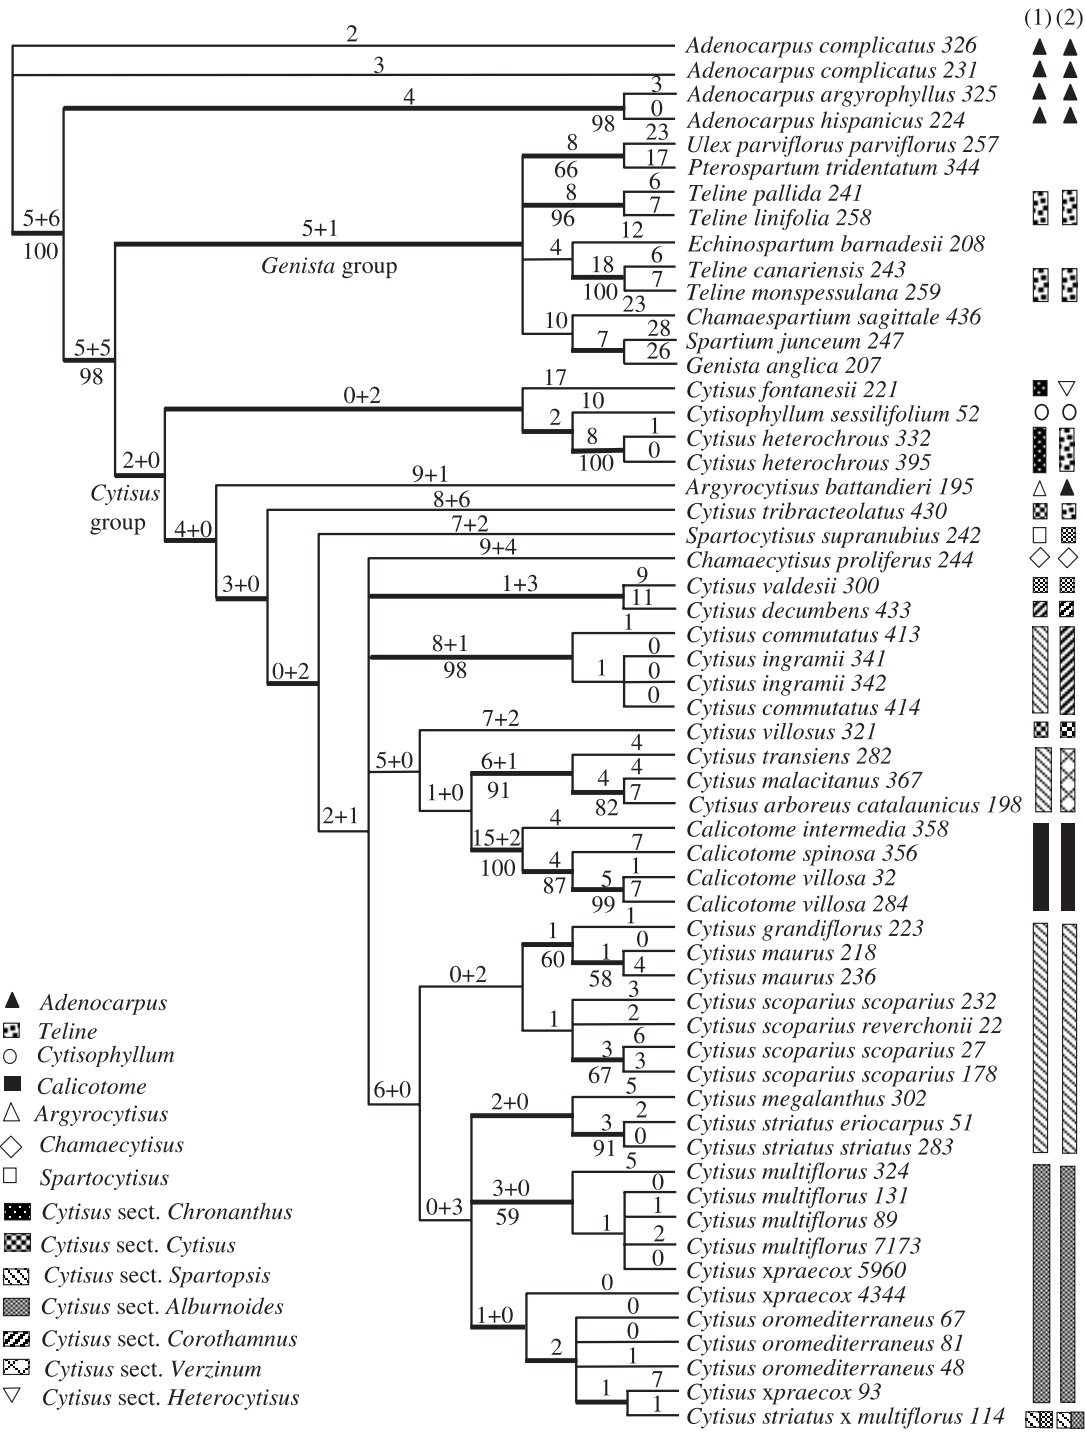 (1) (2)
2
Adenocarpus complicatus 326
3
Adenocarpus complicatus 231
3
4
Adenocarpus argyrophyllus 325
0
98
Adenocarpus hispanicus 224
23
8
Ulex parviflorus parviflorus 257
66
17
Pterospartum tridentatum 344
6
8
Teline pallida 241
7
96
Teline linifolia 258
5+6
100
5+1
Genista group
12
4
Echinospartum barnadesii 208
6
18
Teline canariensis 243
7
100
Teline monspessulana 259
23
10
Chamaespartium sagittale 436
28
7
Spartium junceum 247
26
Genista anglica 207
5+5
98
17
Cytisus fontanesii 221
0+2
10
2
Cytisophyllum sessilifolium 52
1
8
Cytisus heterochrous 332
0
100
Cytisus heterochrous 395
2+0
Cytisus
group
9+1
Argyrocytisus battandieri 195
8+6
Cytisus tribracteolatus 430
4+0
7+2
Spartocytisus supranubius 242
9+4
Chamaecytisus proliferus 244
3+0
9
1+3
Cytisus valdesii 300
11
Cytisus decumbens 433
1
Cytisus commutatus 413
8+1
98
0
1
Cytisus ingramii 341
0
Cytisus ingramii 342
0
Cytisus commutatus 414
0+2
7+2
Cytisus villosus 321
4
5+0
6+1
Cytisus transiens 282
91
4
4
Cytisus malacitanus 367
7
82
Cytisus arboreus catalaunicus 198
1+0
2+1
4
15+2
Calicotome intermedia 358
100
7
4
Calicotome spinosa 356
87
1
5
Calicotome villosa 32
7
99
Calicotome villosa 284
1
1
Cytisus grandiflorus 223
60
0
1
Cytisus maurus 218
4
58
Cytisus maurus 236
0+2
3
Cytisus scoparius scoparius 232
1
2
Cytisus scoparius reverchonii 22
6
3
Cytisus scoparius scoparius 27
3
67
Cytisus scoparius scoparius 178
6+0
5
2+0
Cytisus megalanthus 302
2
3
Cytisus striatus eriocarpus 51
0
91
Cytisus striatus striatus 283
5
Cytisus multiflorus 324
3+0
59
0
Cytisus multiflorus 131
1
1
Cytisus multiflorus 89
2
Cytisus multiflorus 7173
0
Cytisus xpraecox 5960
0+3
0
Cytisus xpraecox 4344
1+0
0
Cytisus oromediterraneus 67
0
2
Cytisus oromediterraneus 81
1
Cytisus oromediterraneus 48
7
1
Cytisus xpraecox 93
1
Cytisus striatus x multiflorus 114
Adenocarpus
Teline
Cytisophyllum
Calicotome
Argyrocytisus
Chamaecytisus
Spartocytisus
Cytisus sect. Chronanthus
Cytisus sect. Cytisus
Cytisus sect. Spartopsis
Cytisus sect. Alburnoides
Cytisus sect. Corothamnus
Cytisus sect. Verzinum
Cytisus sect. Heterocytisus